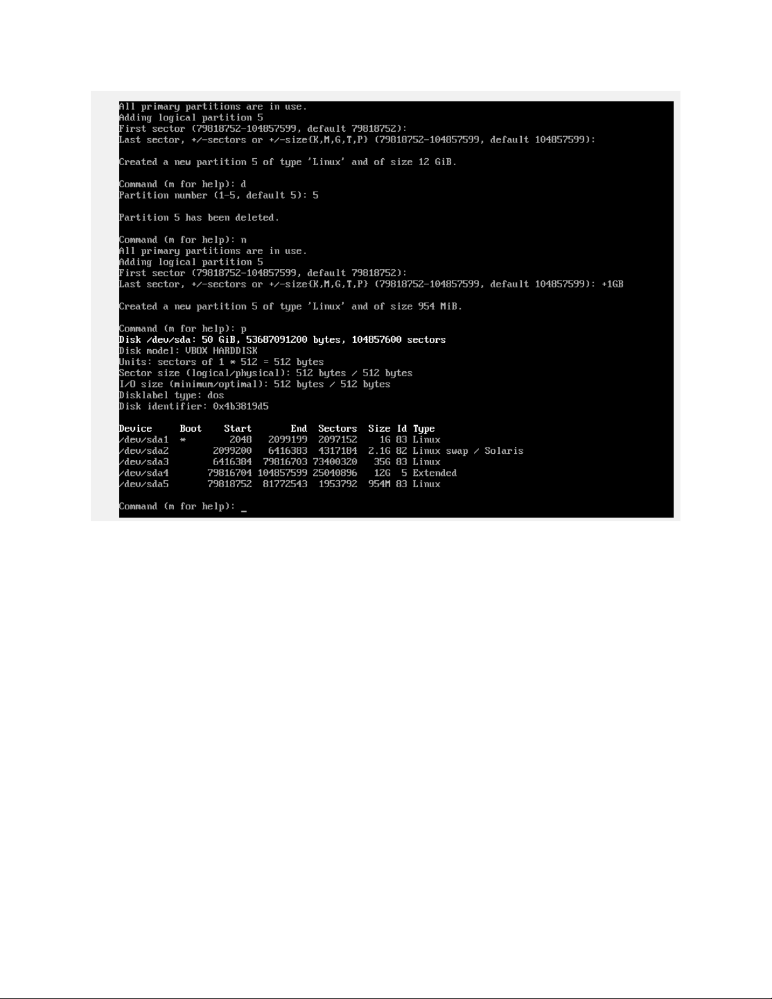 All primary partitions are in use.
Adding logical partition 5
First sector (79818752-104857599, default 79818752):
Last sector, +/-sectors or +/-size{K,M,G,T,P} (79818752-104857599, default 104857599):
Created a new partition 5 of type 'Linux' and of size 12 GiB.
Command (m for help): d
Partition number (1-5, default 5): 5
Partition 5 has been deleted.
Command (m for help): n
All primary partitions are in use.
Adding logical partition 5
First sector (79818752-104857599, default 79818752):
Last sector, +/-sectors or +/-size{K,M,G,T,P} (79818752-104857599, default 104857599): +1GB
Created a new partition 5 of type 'Linux' and of size 954 MiB.
Command (m for help): p
Disk /dev/sda: 50 GiB, 53687091200 bytes, 104857600 sectors
Disk model: VBOX HARDDISK
Units: sectors of 1 * 512 = 512 bytes
Sector size (logical/physical): 512 bytes / 512 bytes
I/O size (minimum/optimal): 512 bytes / 512 bytes
Disklabel type: dos
Disk identifier: 0x4b3819d5
Device Boot Start End Sectors Size Id Type
/dev/sda1 * 2048 2099199 2097152 1G 83 Linux
/dev/sda2 2099200 6416383 4317184 2.1G 82 Linux swap / Solaris
/dev/sda3 6416384 79816703 73400320 35G 83 Linux
/dev/sda4 79816704 104857599 25040896 12G 5 Extended
/dev/sda5 79818752 81772543 1953792 954M 83 Linux
Command (m for help): _